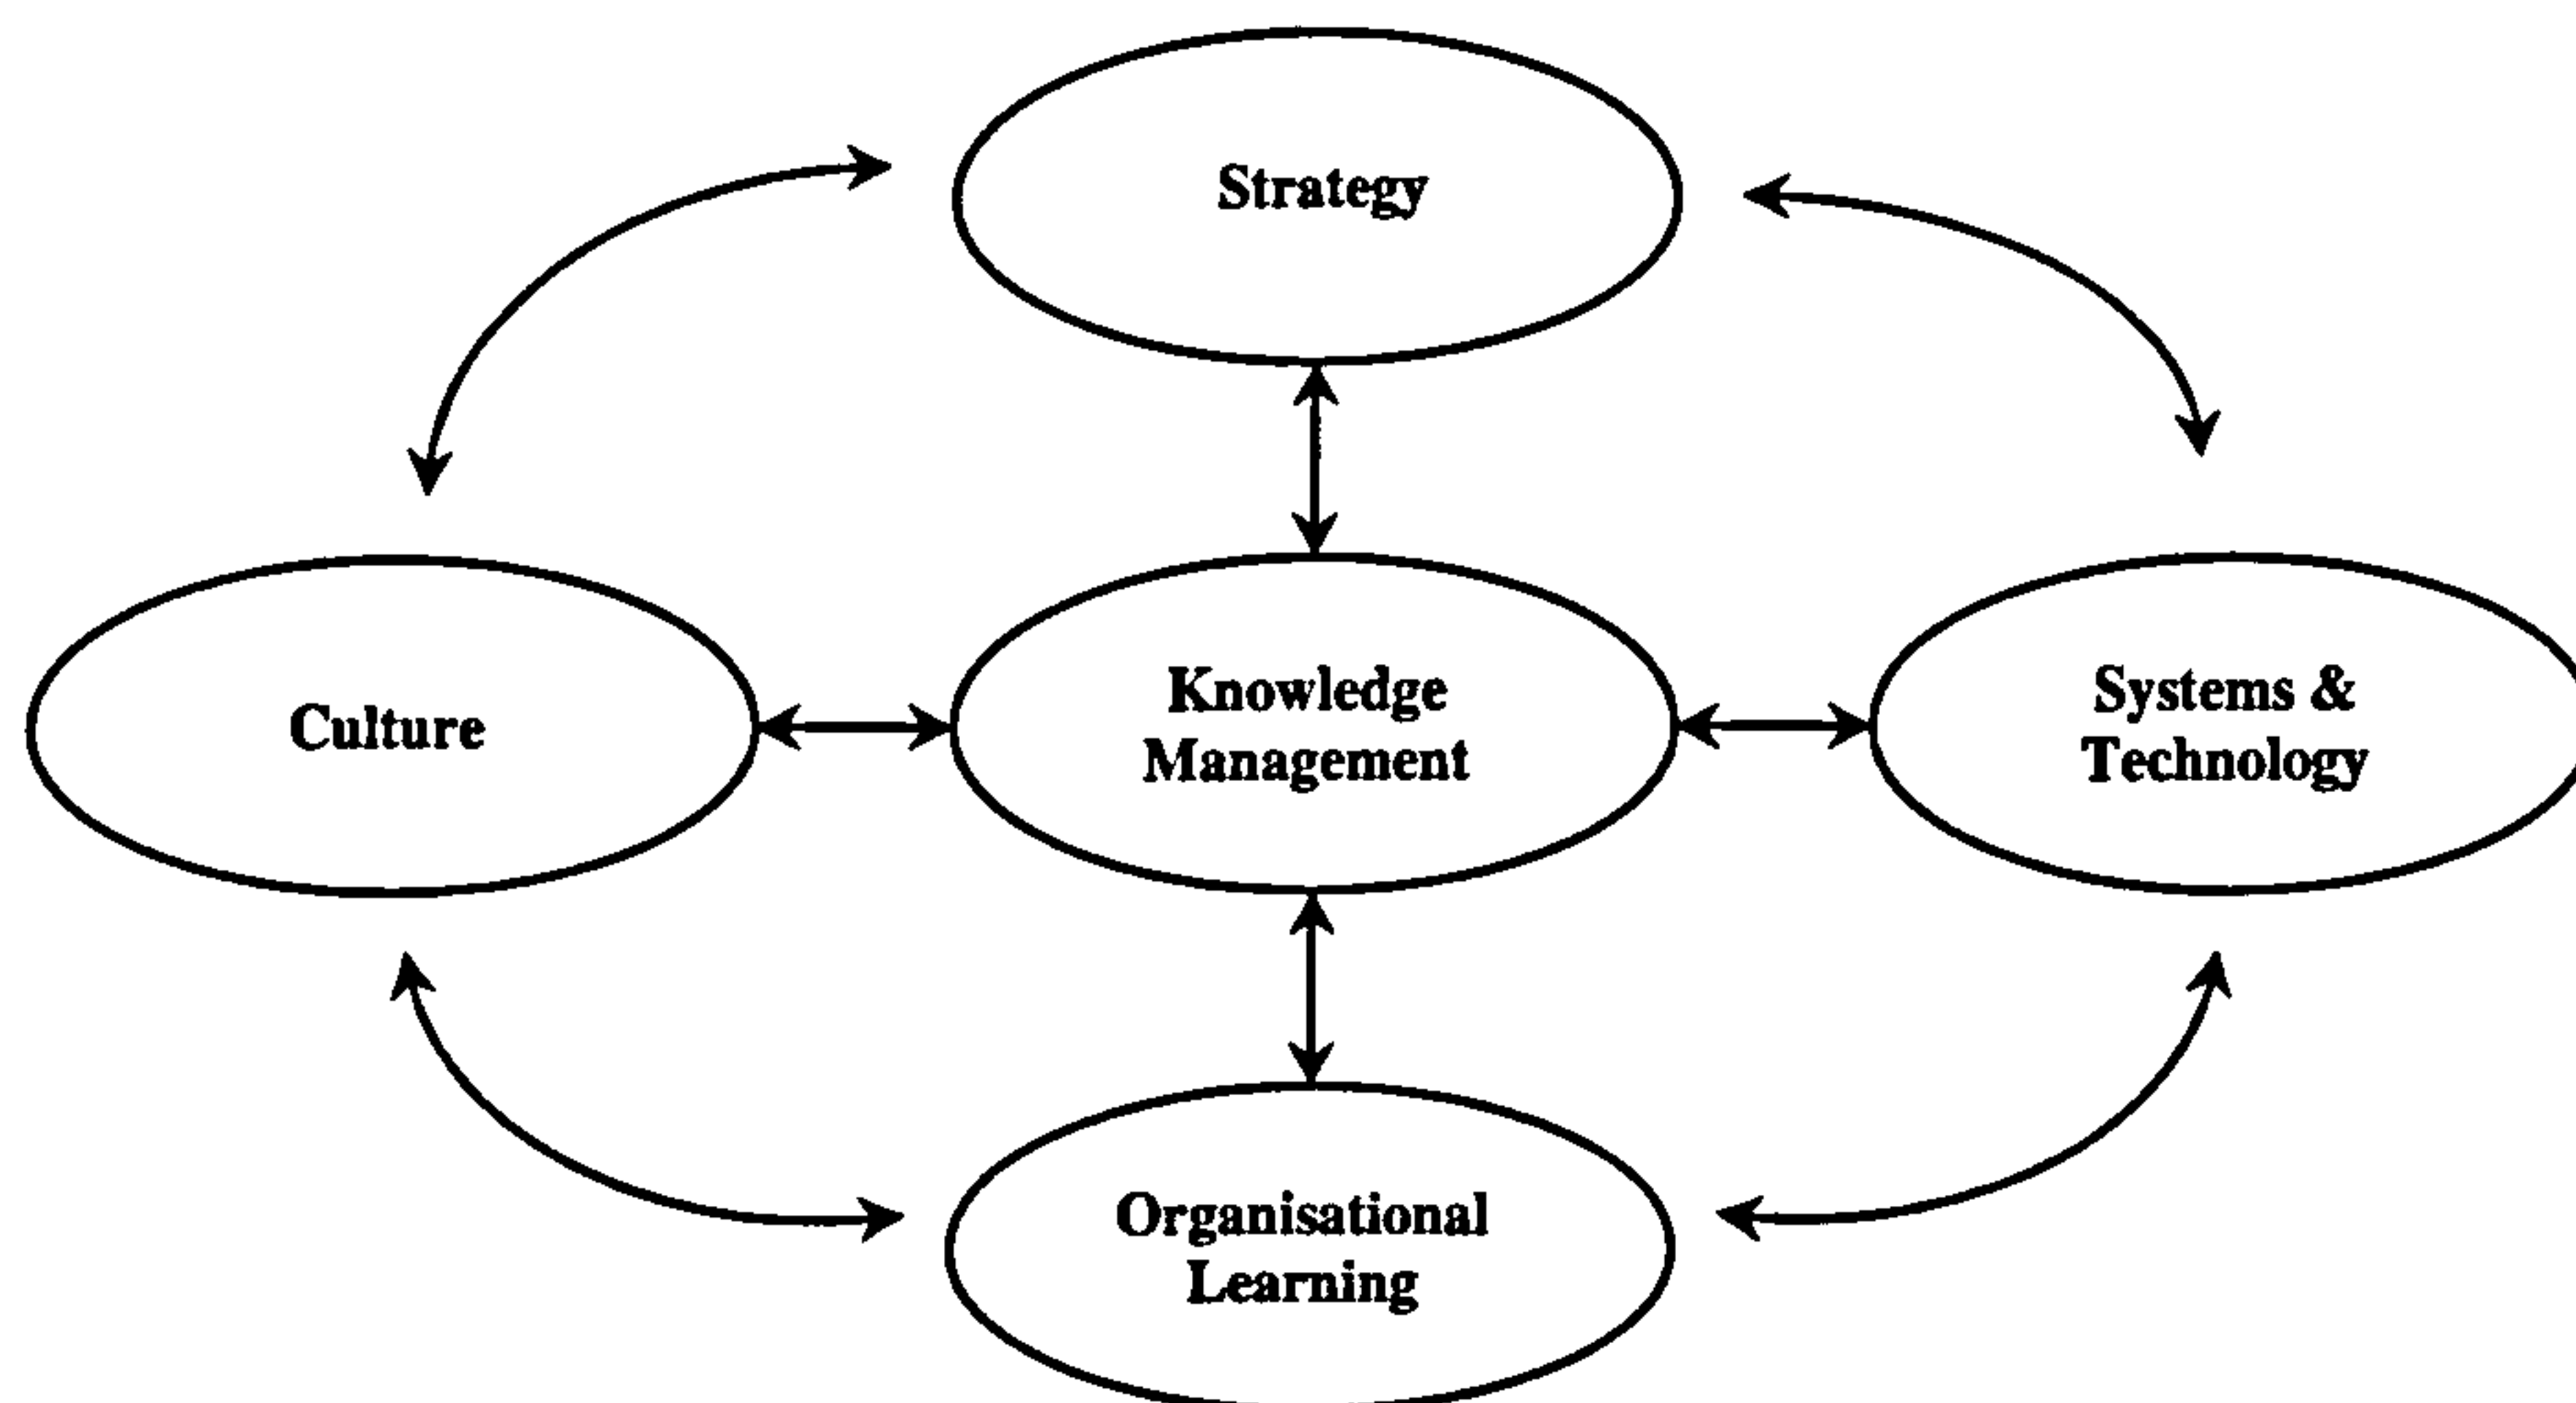 Strategy
Culture
Knowledge
Management
Systems &
Technology
Organisational
Learning